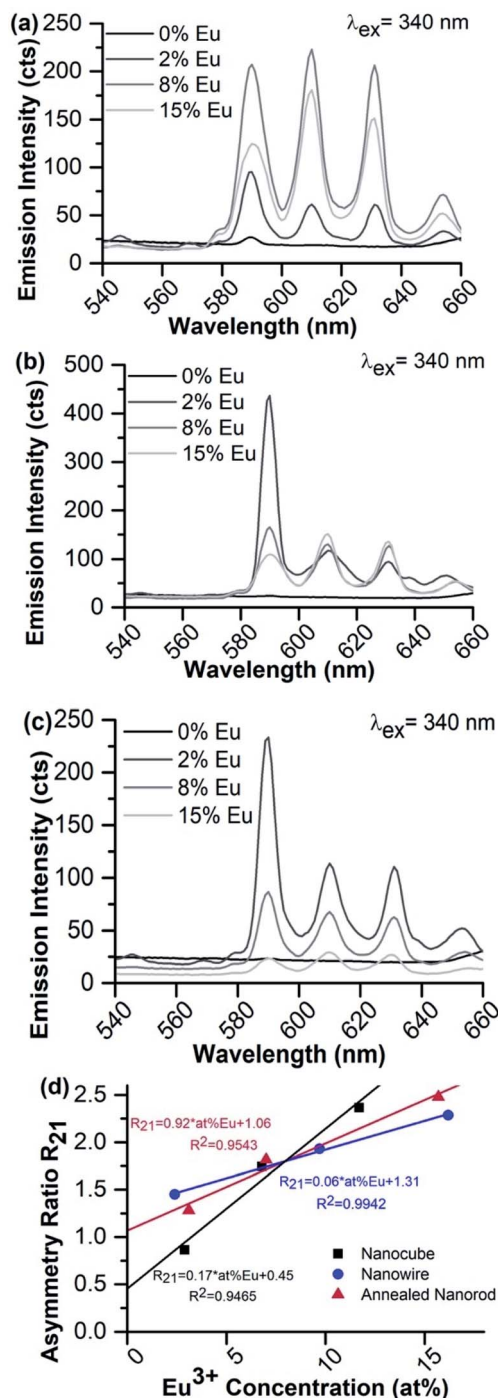 (a)
λex= 340 nm
0% Eu
2% Eu
8% Eu
15% Eu
Emission Intensity (cts)
250
200
150
100
50
0
540
560
580
600
620
640
660
Wavelength (nm)
(b)
λex= 340 nm
0% Eu
2% Eu
8% Eu
15% Eu
Emission Intensity (cts)
500
400
300
200
100
0
540
560
580
600
620
640
660
Wavelength (nm)
(c)
λex= 340 nm
0% Eu
2% Eu
8% Eu
15% Eu
Emission Intensity (cts)
250
200
150
100
50
0
540
560
580
600
620
640
660
Wavelength (nm)
(d)
Asymmetry Ratio R21
2.5
2.0
1.5
1.0
0.5
0.0
R21=0.92*at%Eu+1.06
R2=0.9543
R21=0.06*at%Eu+1.31
R2=0.9942
R21=0.17*at%Eu+0.45
R2=0.9465
Nanocube
Nanowire
Annealed Nanorod
0
5
10
15
Eu3+ Concentration (at%)